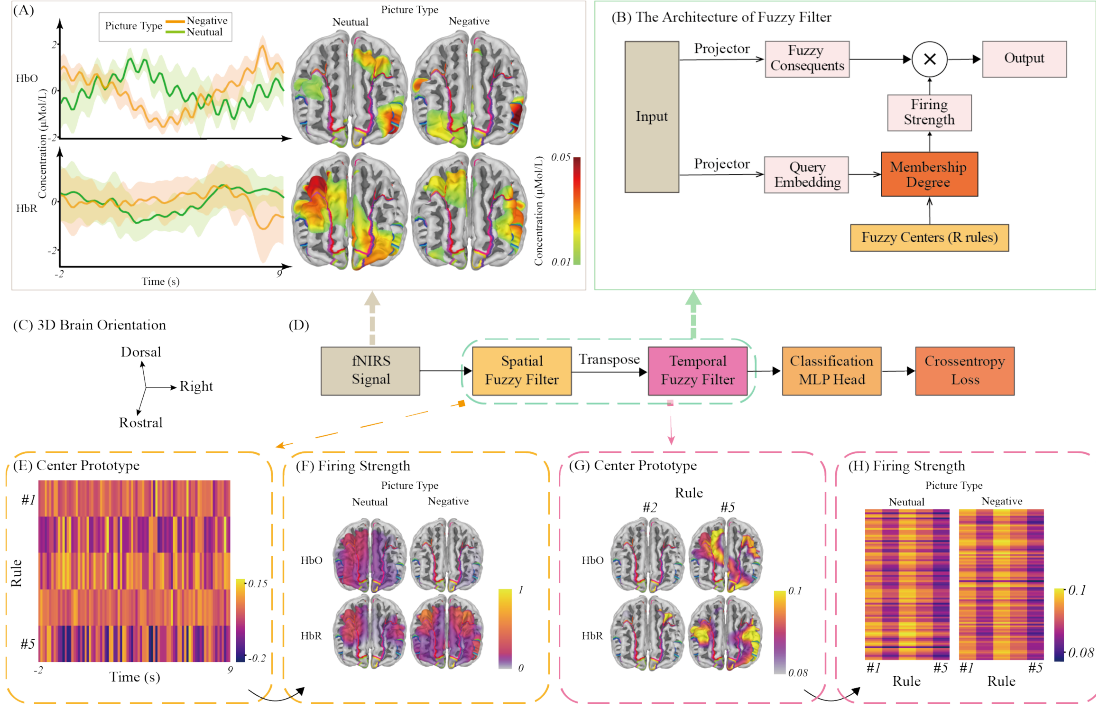 (A)
Picture Type
Negative
Neutual
Picture Type
Neutual
Negative
HbO
HbR
Concentration (μMol/L)
2
0
-2
2
0
-2
-2
9
Time (s)
0.05
Concentration (μMol/L)
0.01
(B) The Architecture of Fuzzy Filter
Input
Projector
Fuzzy
Consequents
×
Output
Firing
Strength
Projector
Query
Embedding
Membership
Degree
Fuzzy Centers (R rules)
(C) 3D Brain Orientation
Dorsal
Right
Rostral
(D)
fNIRS
Signal
Spatial
Fuzzy Filter
Transpose
Temporal
Fuzzy Filter
Classification
MLP Head
Crossentropy
Loss
(E) Center Prototype
#1
Rule
#5
-2
9
Time (s)
0.15
-0.2
(F) Firing Strength
Picture Type
Neutual
Negative
HbO
HbR
1
0
(G) Center Prototype
Rule
#2
#5
HbO
HbR
0.1
0.08
(H) Firing Strength
Picture Type
Neutual
Negative
#1
#5
#1
#5
Rule
Rule
0.1
0.08